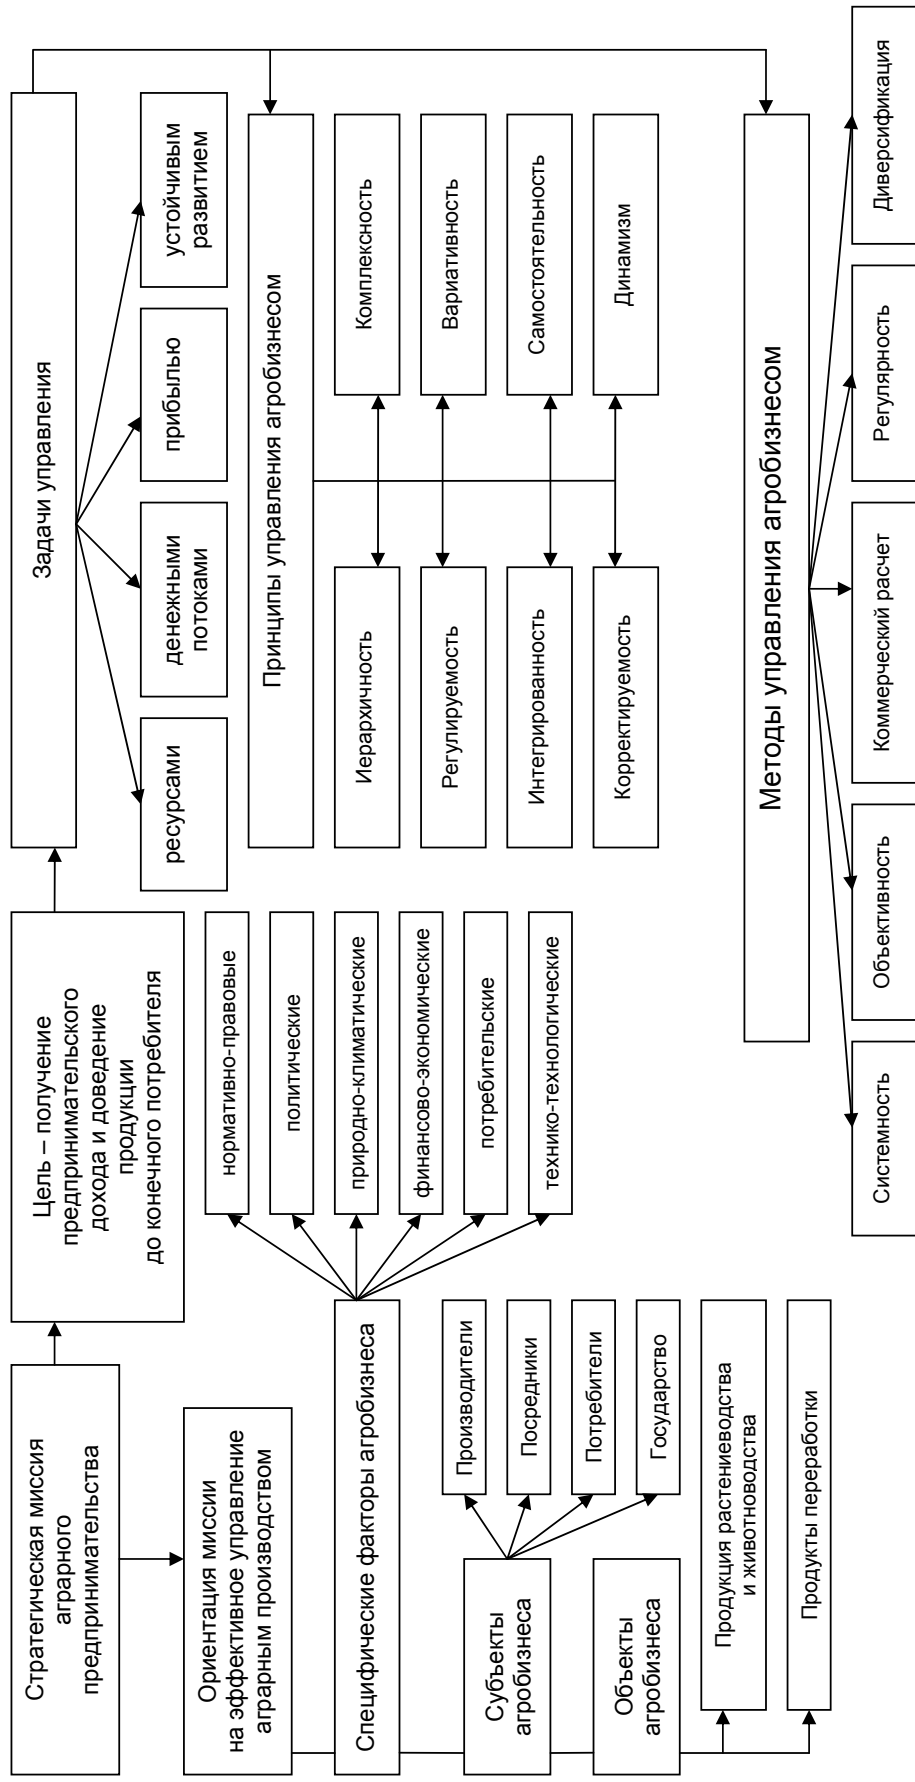 Стратегическая миссия
аграрного
предпринимательства
Цель – получение
предпринимательского
дохода и доведение
продукции
до конечного потребителя
Задачи управления
ресурсами
денежными
потоками
прибылью
устойчивым
развитием
Ориентация миссии
на эффективное управление
аграрным производством
Специфические факторы агробизнеса
нормативно-правовые
политические
природно-климатические
финансово-экономические
потребительские
технико-технологические
Субъекты
агробизнеса
Производители
Посредники
Потребители
Государство
Объекты
агробизнеса
Продукция растениеводства
и животноводства
Продукты переработки
Принципы управления агробизнесом
Иерархичность
Комплексность
Регулируемость
Вариативность
Интегрированность
Самостоятельность
Корректируемость
Динамизм
Методы управления агробизнесом
Системность
Объективность
Коммерческий расчет
Регулярность
Диверсификация